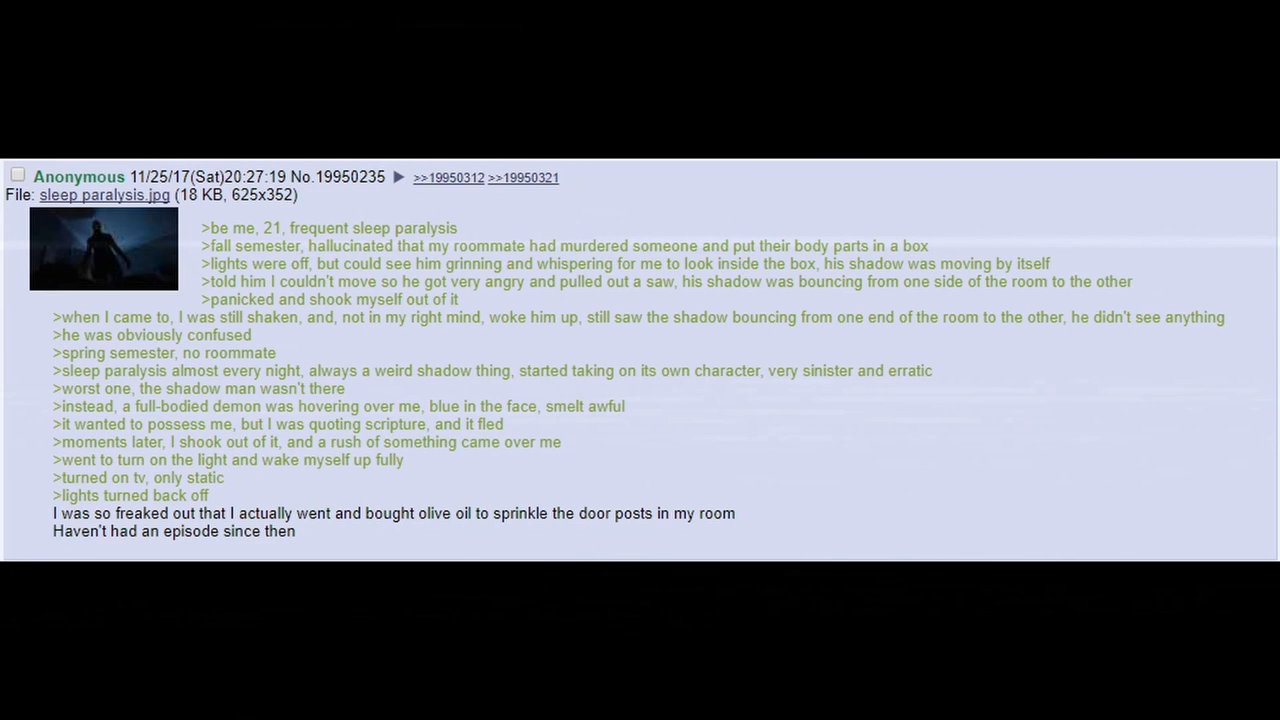 Anonymous 11/25/17(Sat)20:27:19 No.19950235 ▶ >>19950312 >>19950321
File: sleep paralysis.jpg (18 KB, 625x352)
>be me, 21, frequent sleep paralysis
>fall semester, hallucinated that my roommate had murdered someone and put their body parts in a box
>lights were off, but could see him grinning and whispering for me to look inside the box, his shadow was moving by itself
>told him I couldn't move so he got very angry and pulled out a saw, his shadow was bouncing from one side of the room to the other
>panicked and shook myself out of it
>when I came to, I was still shaken, and, not in my right mind, woke him up, still saw the shadow bouncing from one end of the room to the other, he didn't see anything
>he was obviously confused
>spring semester, no roommate
>sleep paralysis almost every night, always a weird shadow thing, started taking on its own character, very sinister and erratic
>worst one, the shadow man wasn't there
>instead, a full-bodied demon was hovering over me, blue in the face, smelt awful
>it wanted to possess me, but I was quoting scripture, and it fled
>moments later, I shook out of it, and a rush of something came over me
>went to turn on the light and wake myself up fully
>turned on tv, only static
>lights turned back off
I was so freaked out that I actually went and bought olive oil to sprinkle the door posts in my room
Haven't had an episode since then